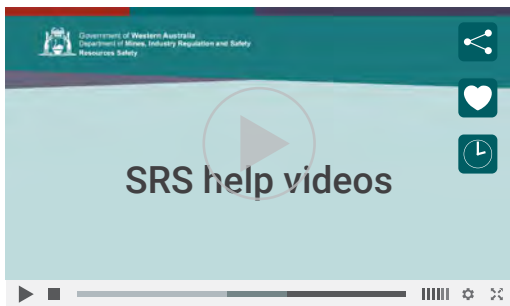 Government of Western Australia
Department of Mines, Industry Regulation and Safety
Resources Safety
SRS help videos